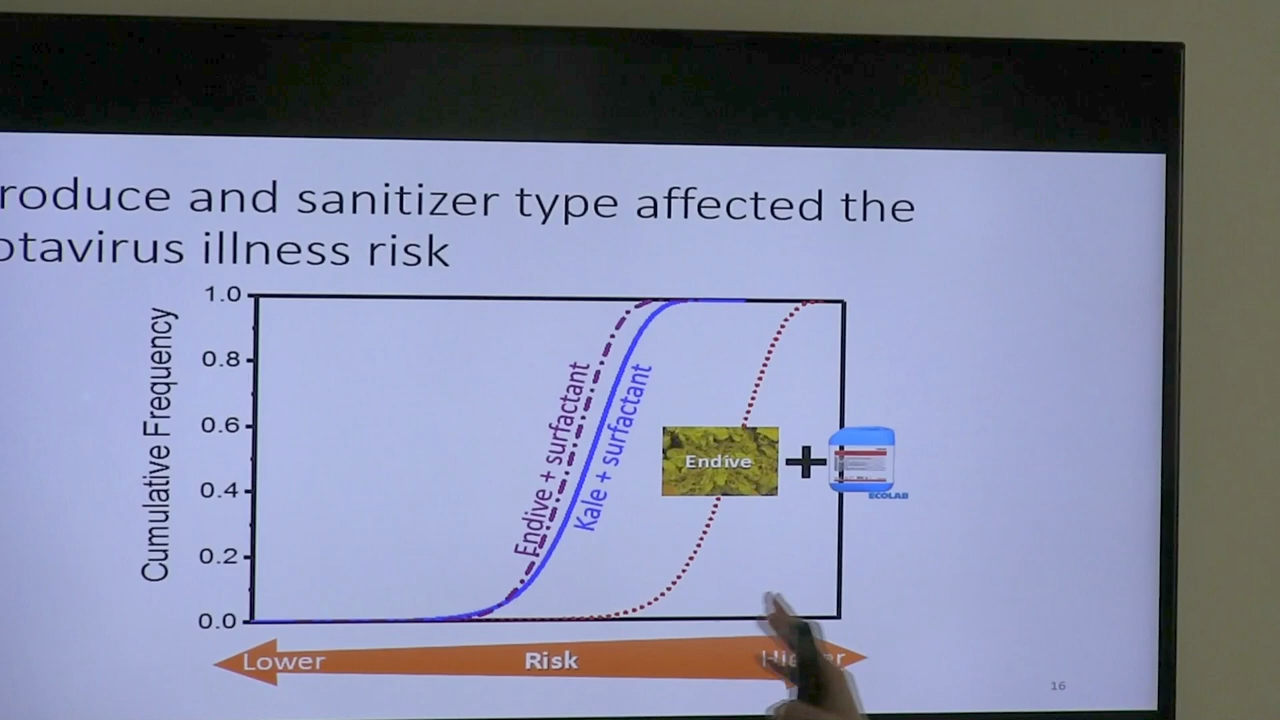 roduce and sanitizer type affected the
otavirus illness risk
1.0
0.8
0.6
0.4
0.2
0.0
Cumulative Frequency
Endive + surfactant
Kale + surfactant
Endive
+
ECOLAB
Lower
Risk
16